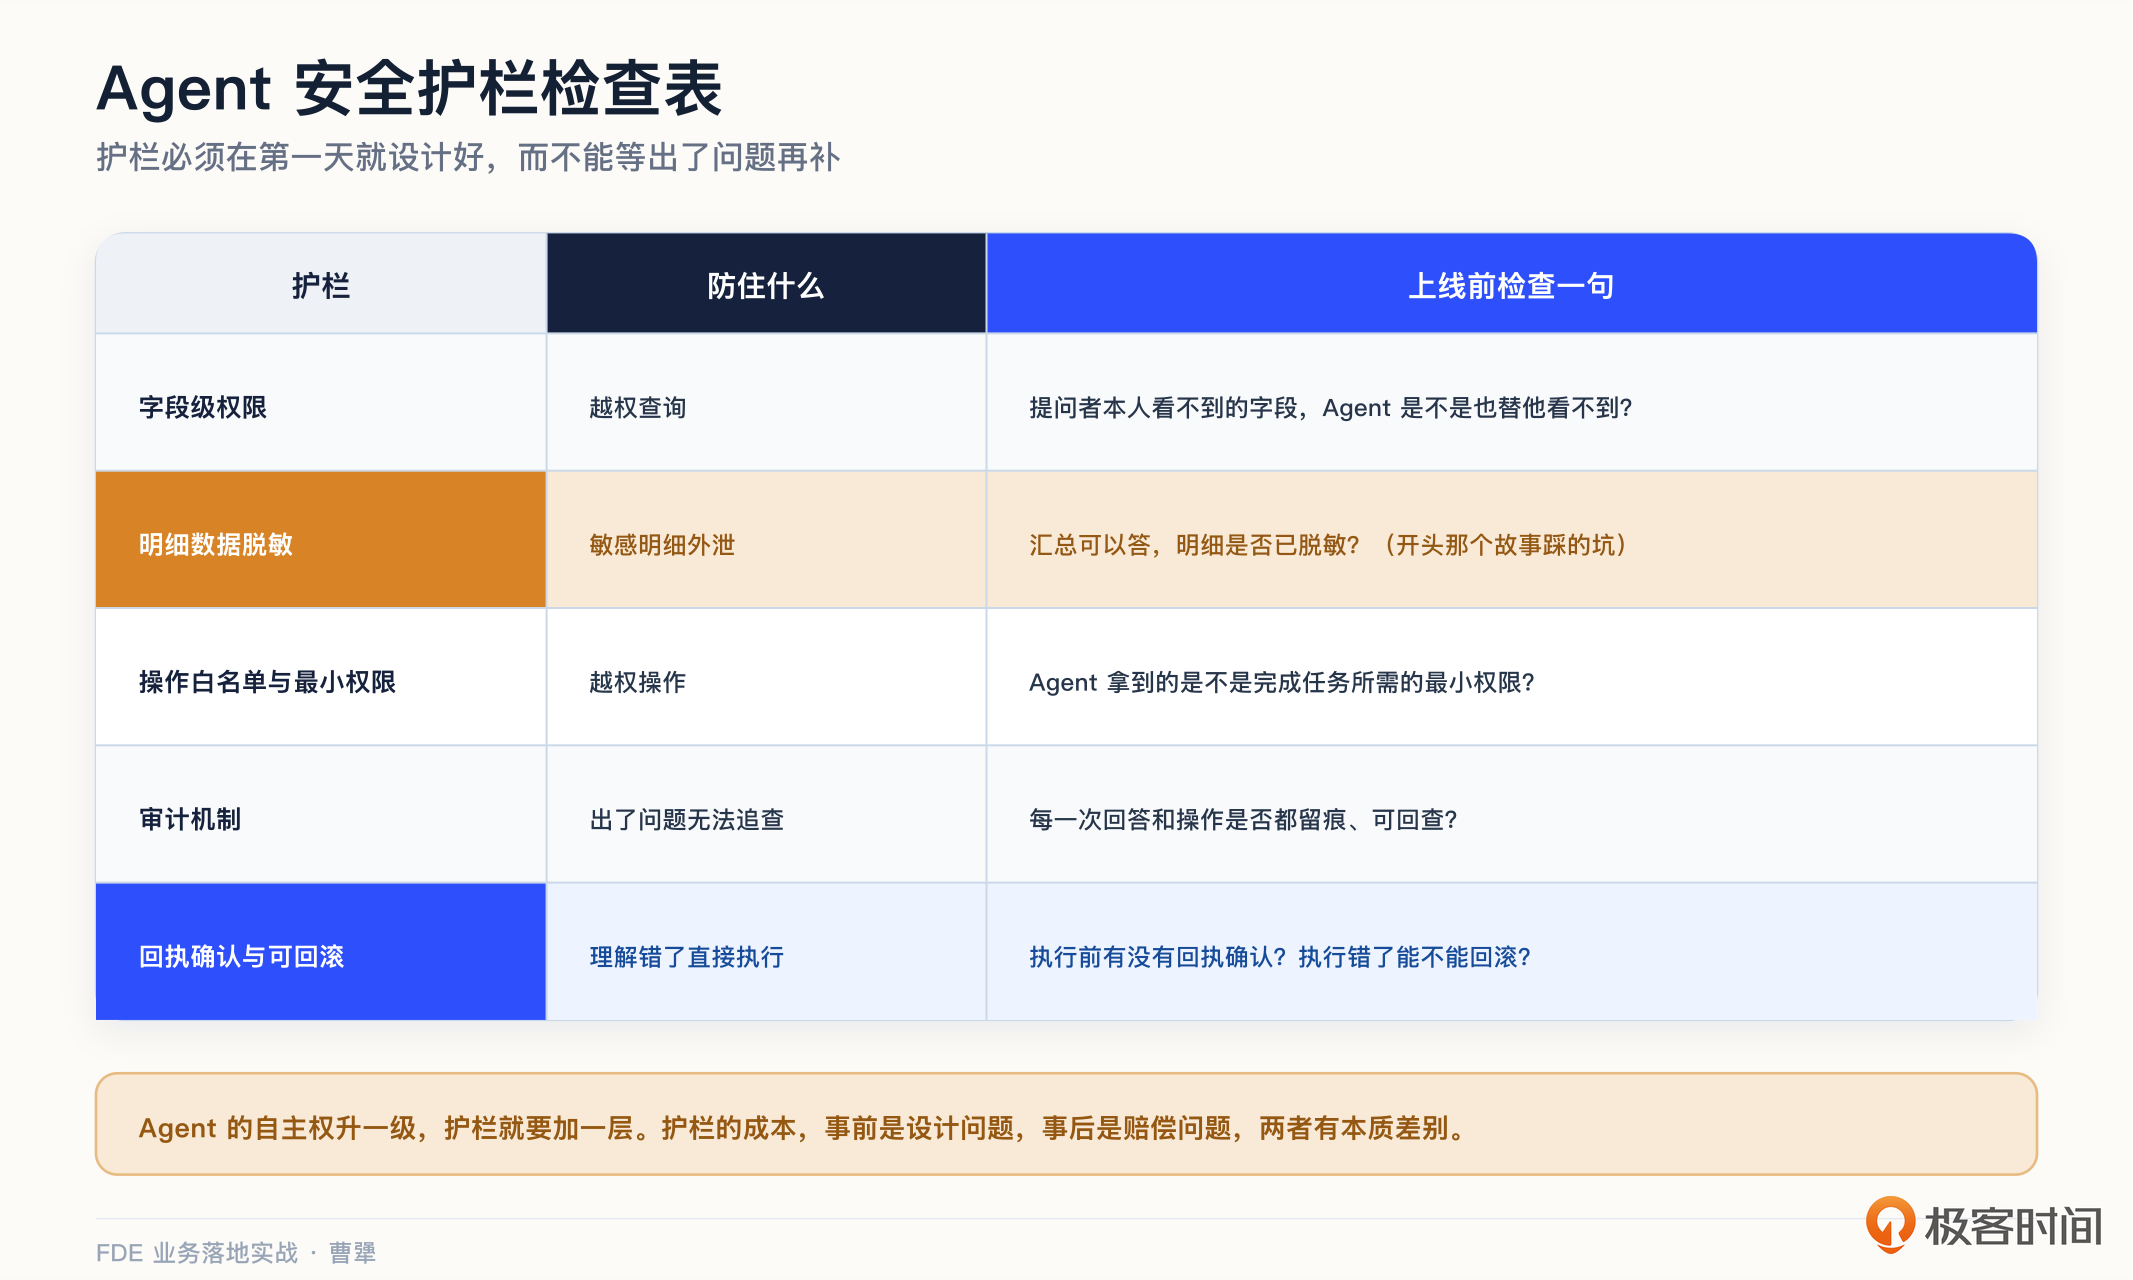 Agent 安全护栏检查表
护栏必须在第一天就设计好，而不能等出了问题再补
护栏 防住什么 上线前检查一句
字段级权限 越权查询 提问者本人看不到的字段，Agent 是不是也替他看不到？
明细数据脱敏 敏感明细外泄 汇总可以答，明细是否已脱敏？（开头那个故事踩的坑）
操作白名单与最小权限 越权操作 Agent 拿到的是不是完成任务所需的最小权限？
审计机制 出了问题无法追查 每一次回答和操作是否都留痕、可回查？
回执确认与可回滚 理解错了直接执行 执行前有没有回执确认？执行错了能不能回滚？
Agent 的自主权升一级，护栏就要加一层。护栏的成本，事前是设计问题，事后是赔偿问题，两者有本质差别。
极客时间
FDE 业务落地实战 · 曹犟